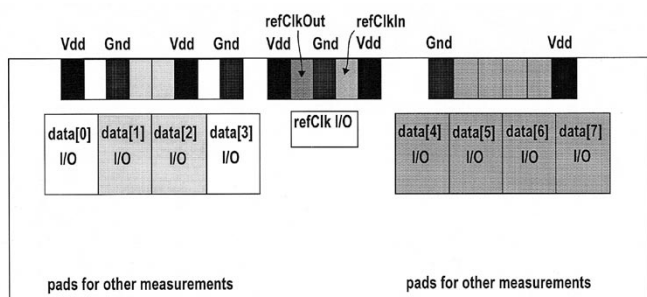 refClkOut refClkIn
Vdd Gnd Vdd Gnd Vdd Gnd Vdd Gnd Vdd
refClk I/O
data[0] data[1] data[2] data[3] data[4] data[5] data[6] data[7]
I/O I/O I/O I/O I/O I/O I/O I/O
pads for other measurements pads for other measurements